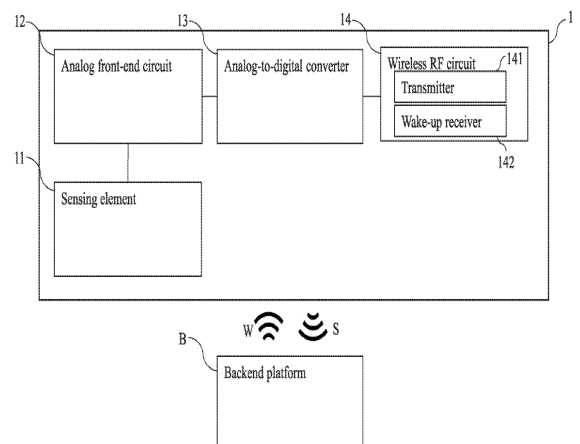 12
13
14
1
Analog front-end circuit
Analog-to-digital converter
Wireless RF circuit
141
Transmitter
Wake-up receiver
142
11
Sensing element
W
S
B
Backend platform